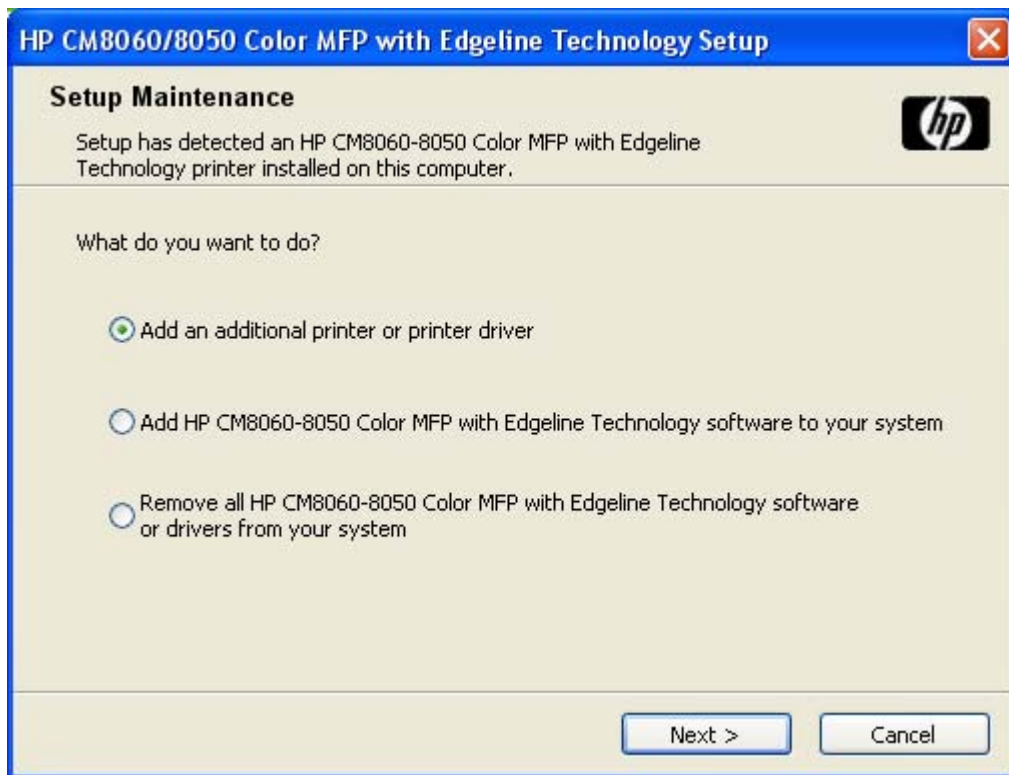 HP CM8060/8050 Color MFP with Edgeline Technology Setup
Setup Maintenance
hp
Setup has detected an HP CM8060-8050 Color MFP with Edgeline
Technology printer installed on this computer.
What do you want to do?
Add an additional printer or printer driver
Add HP CM8060-8050 Color MFP with Edgeline Technology software to your system
Remove all HP CM8060-8050 Color MFP with Edgeline Technology software
or drivers from your system
Next >
Cancel